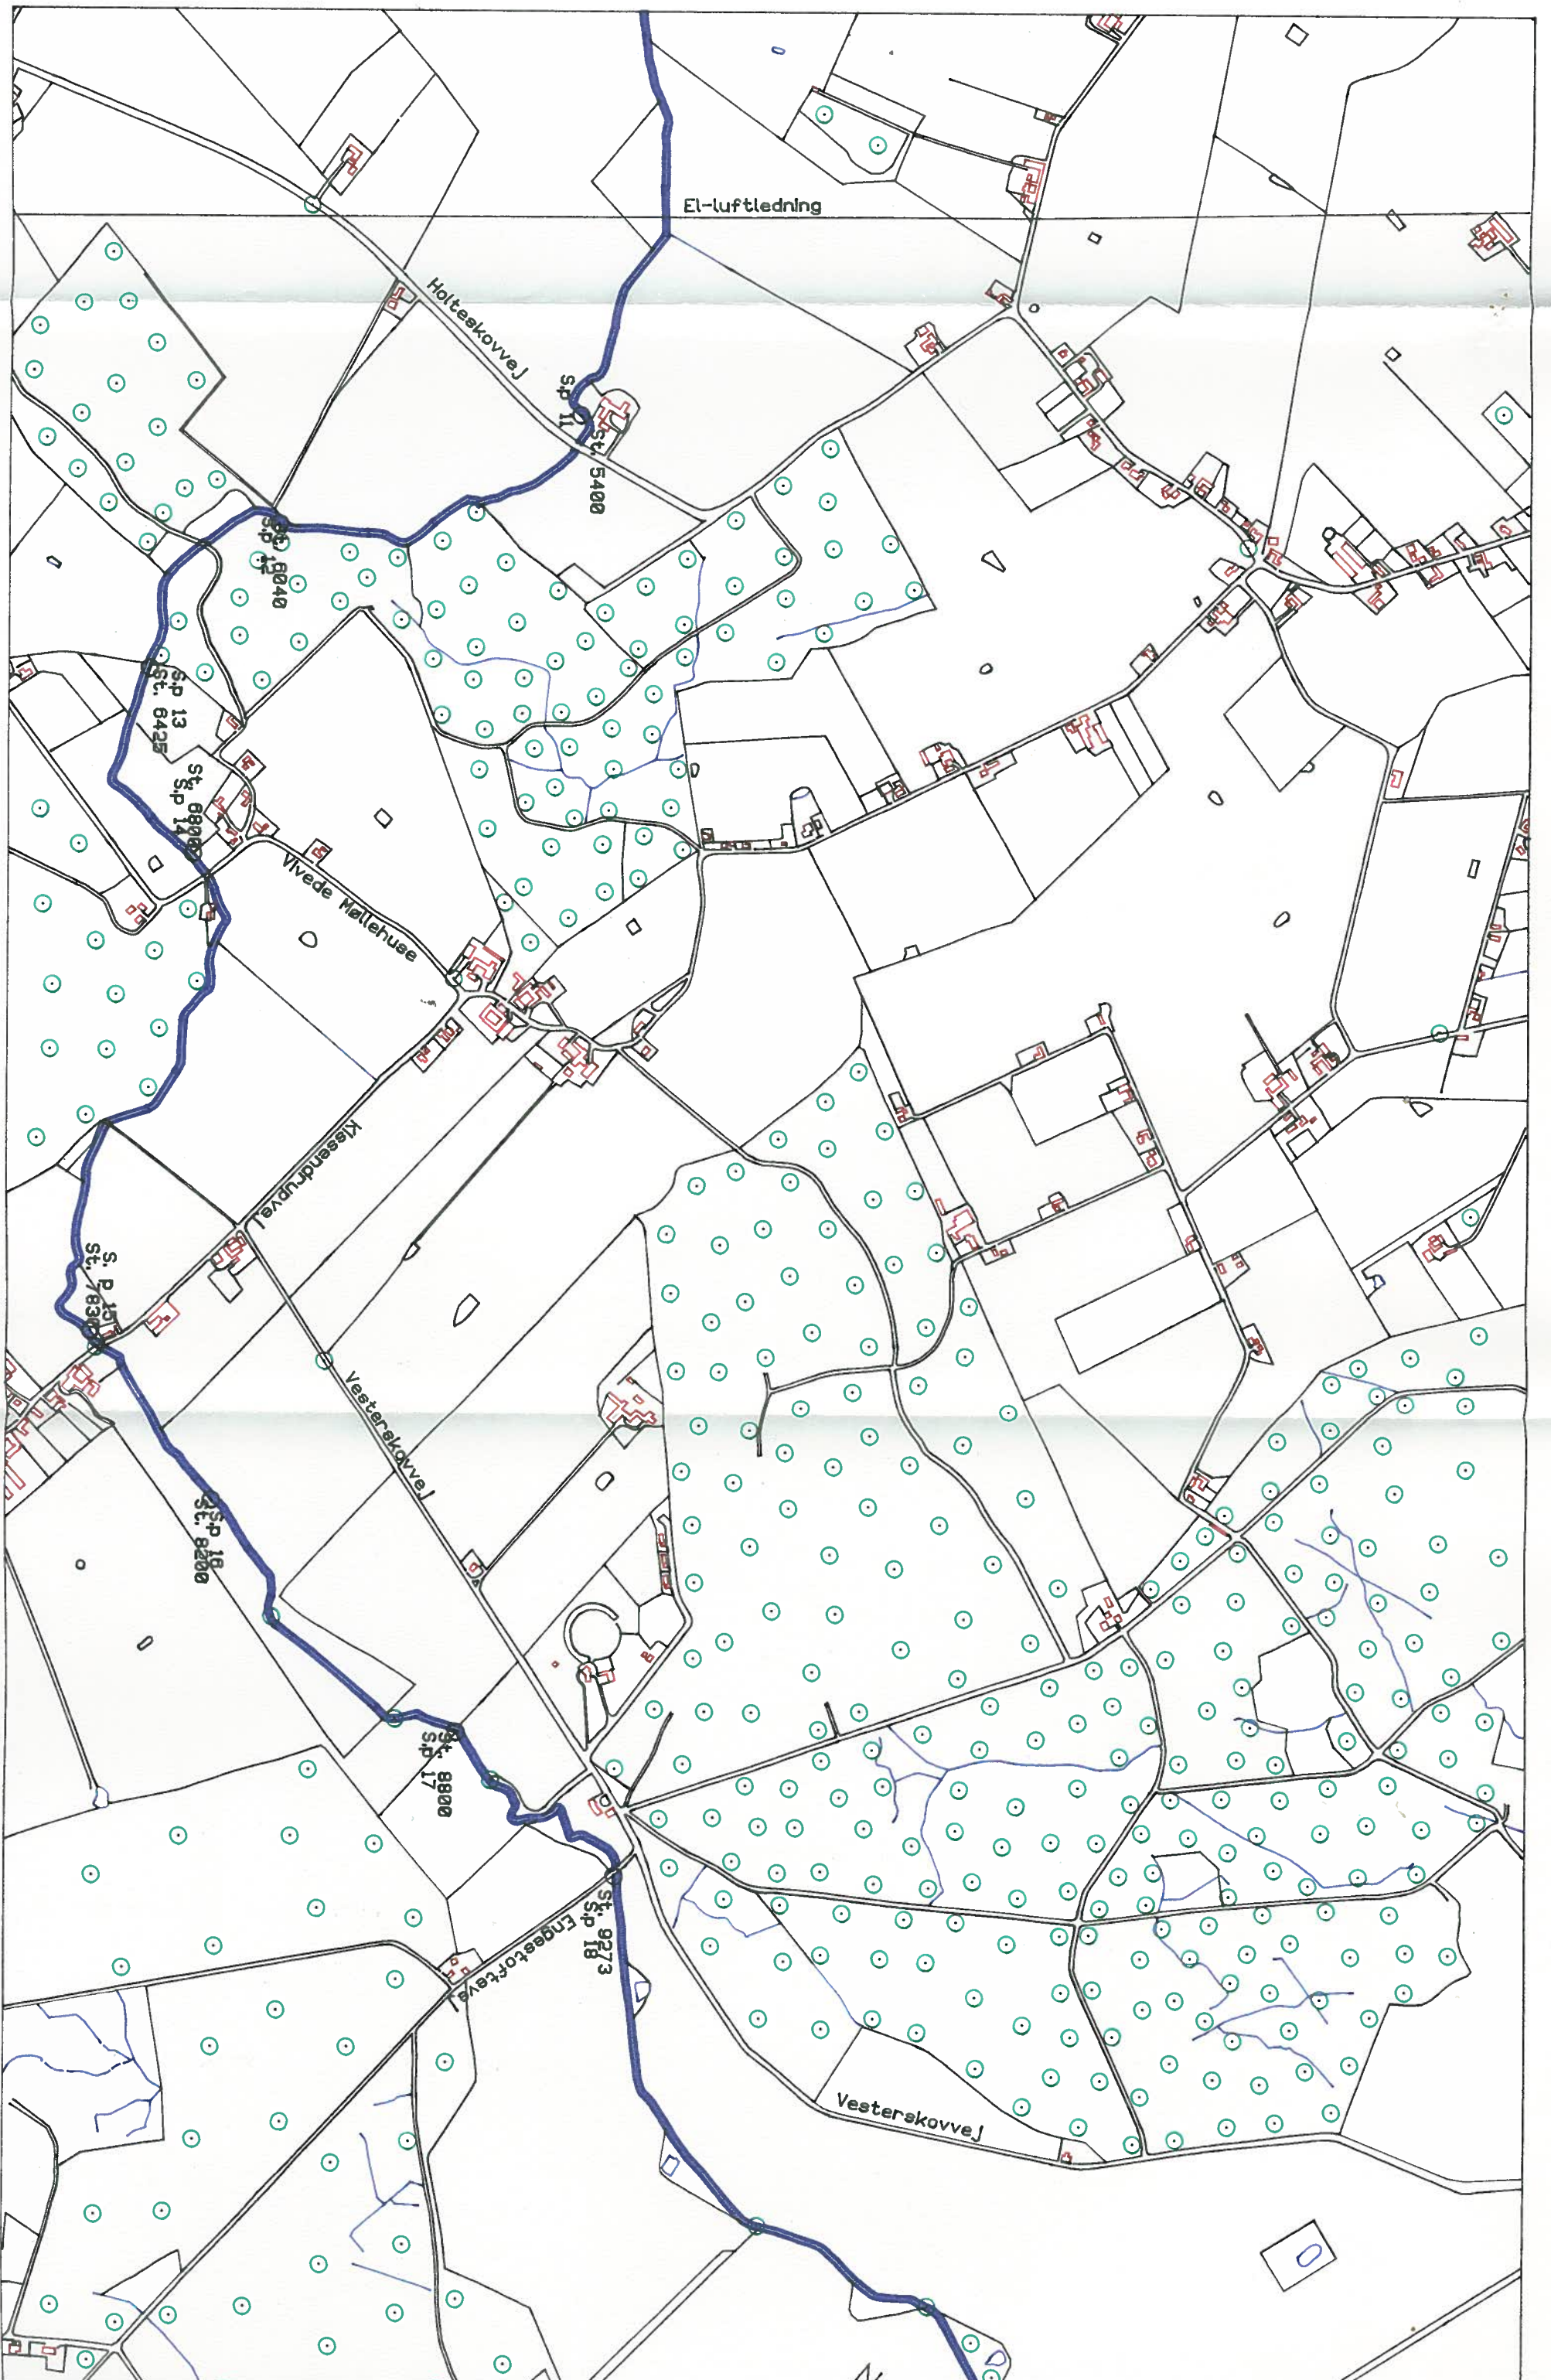 El-luftledning
Holteskovvej
S.p 11
St. 5400
St. 6040
S.p 12
S.p 13
St. 6425
St. 6800
S.p 14
Vivede Møllehuse
Kissendrupvej
S. p 15
St. 7830
Vesterskovvej
S.p 16
St. 8200
St. 8800
S.p 17
St. 9273
S.p 18
Engestoftevej
Vesterskovvej